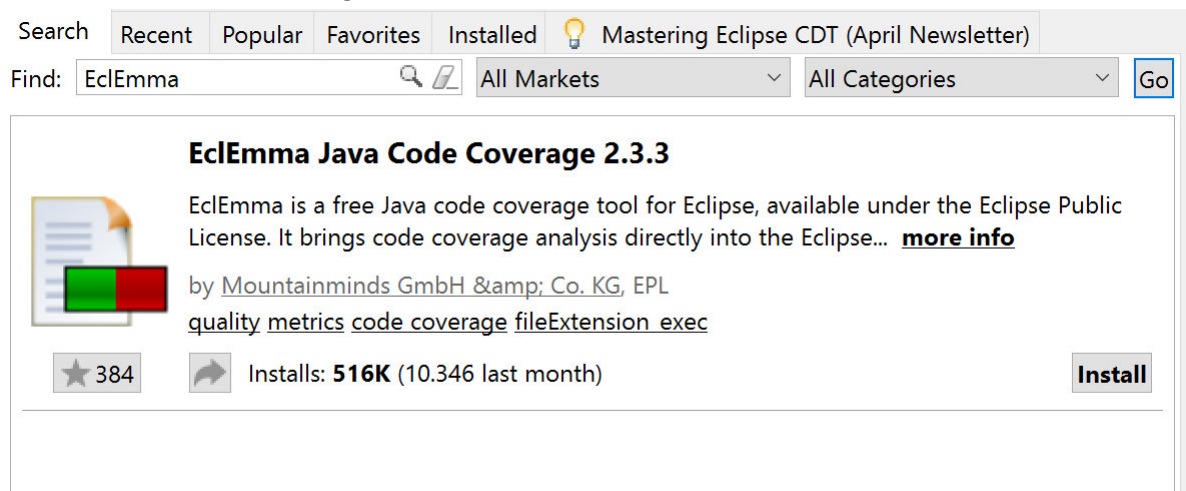 Search Recent Popular Favorites Installed Mastering Eclipse CDT (April Newsletter)
Find: EclEmma All Markets All Categories Go
EclEmma Java Code Coverage 2.3.3
EclEmma is a free Java code coverage tool for Eclipse, available under the Eclipse Public
License. It brings code coverage analysis directly into the Eclipse... more info
by Mountainminds GmbH &amp; Co. KG, EPL
quality metrics code coverage fileExtension_exec
384 Installs: 516K (10.346 last month) Install